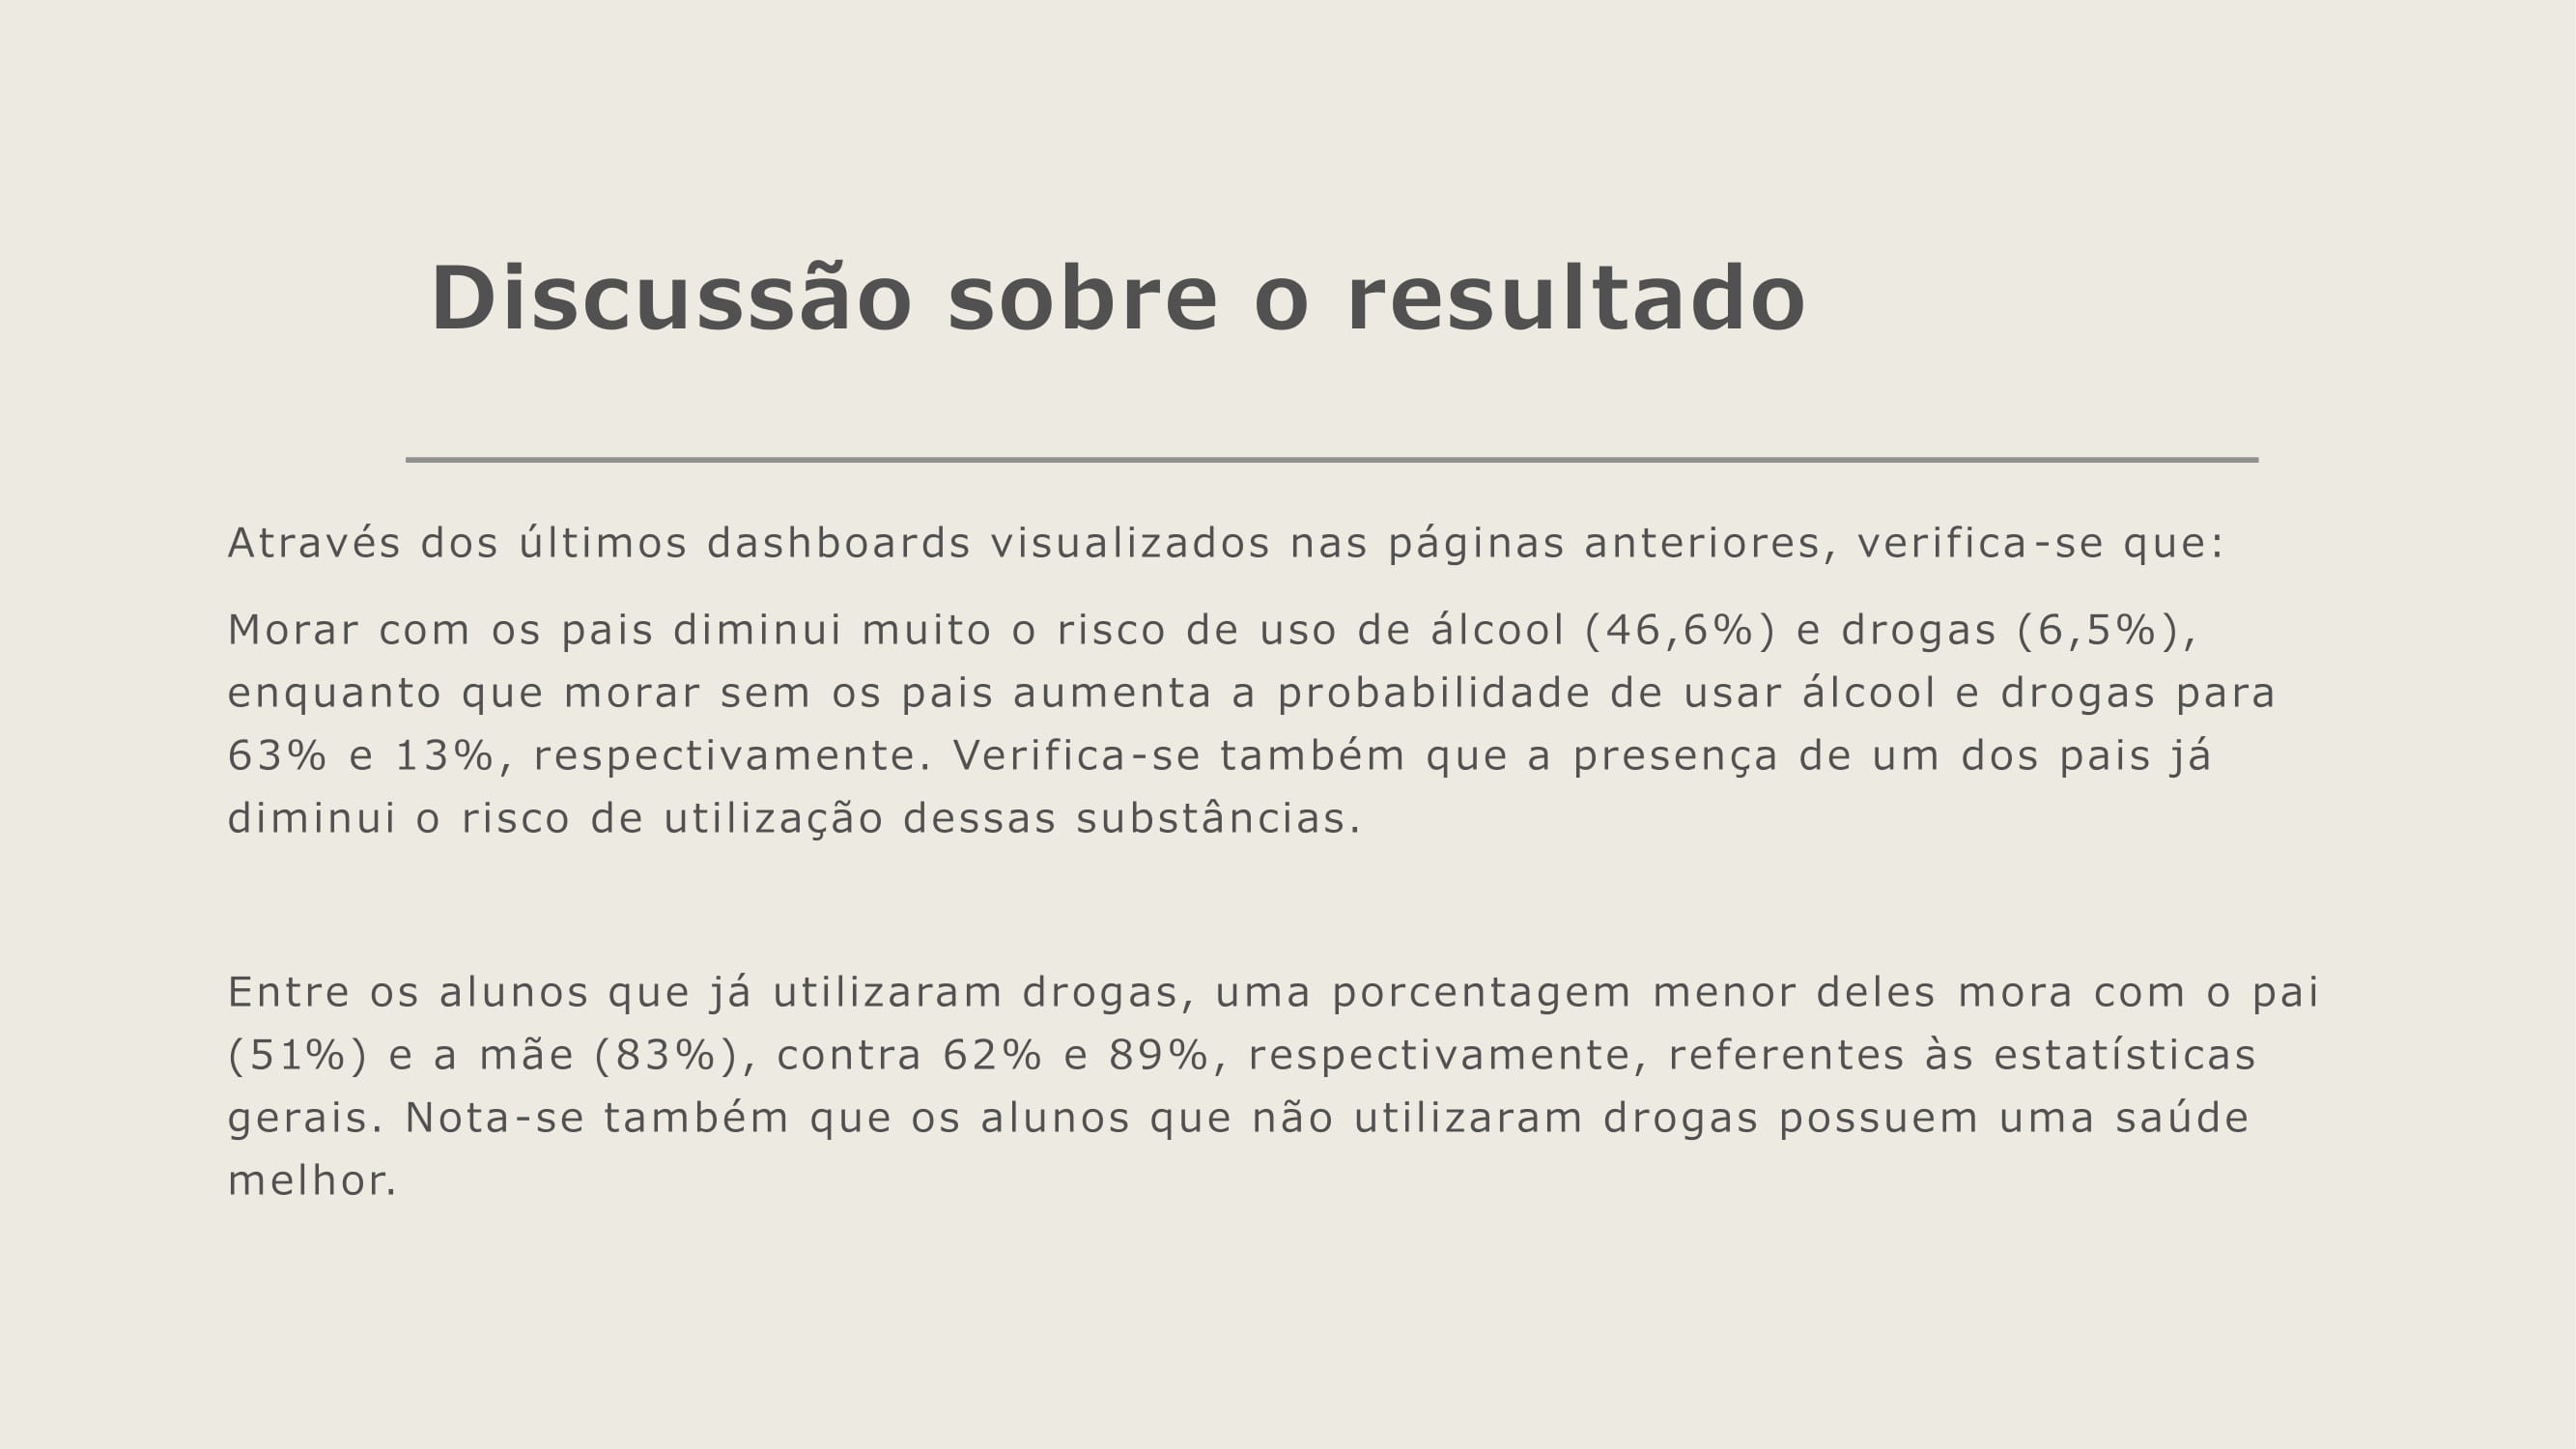 Discussão sobre o resultado
Através dos últimos dashboards visualizados nas páginas anteriores, verifica-se que:
Morar com os pais diminui muito o risco de uso de álcool (46,6%) e drogas (6,5%),
enquanto que morar sem os pais aumenta a probabilidade de usar álcool e drogas para
63% e 13%, respectivamente. Verifica-se também que a presença de um dos pais já
diminui o risco de utilização dessas substâncias.
Entre os alunos que já utilizaram drogas, uma porcentagem menor deles mora com o pai
(51%) e a mãe (83%), contra 62% e 89%, respectivamente, referentes às estatísticas
gerais. Nota-se também que os alunos que não utilizaram drogas possuem uma saúde
melhor.